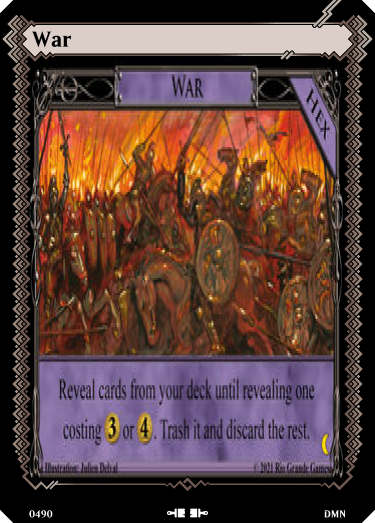 War
WAR
HEX
Reveal cards from your deck until revealing one
costing 3 or 4. Trash it and discard the rest.
Illustration: Julien Delval
© 2021 Rio Grande Games
0490
DMN